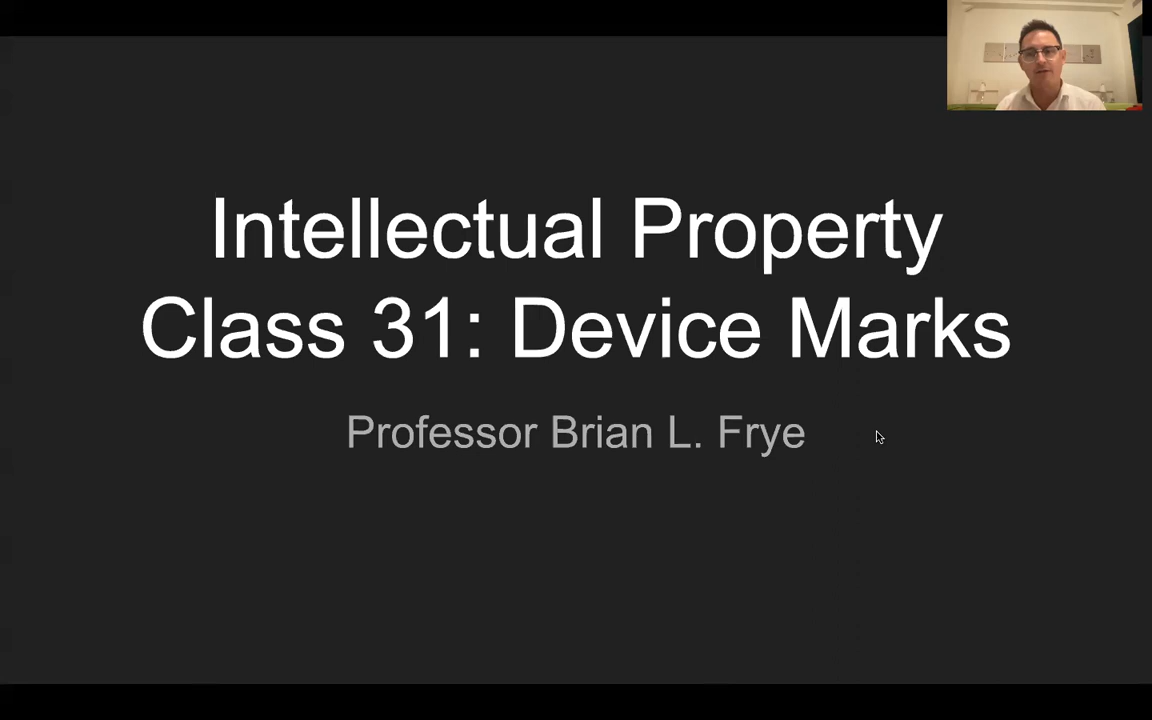 Intellectual Property
Class 31: Device Marks
Professor Brian L. Frye